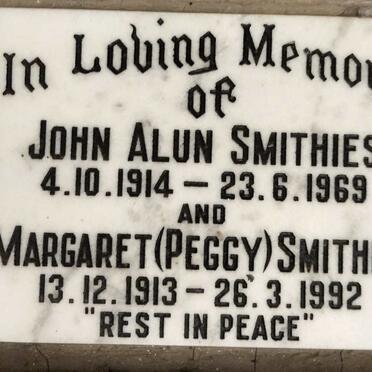 In Loving Memo
of
JOHN ALUN SMITHIES
4.10.1914 — 23.6.1969
AND
MARGARET (PEGGY) SMITH
13.12.1913 — 26.3.1992
"REST IN PEACE"